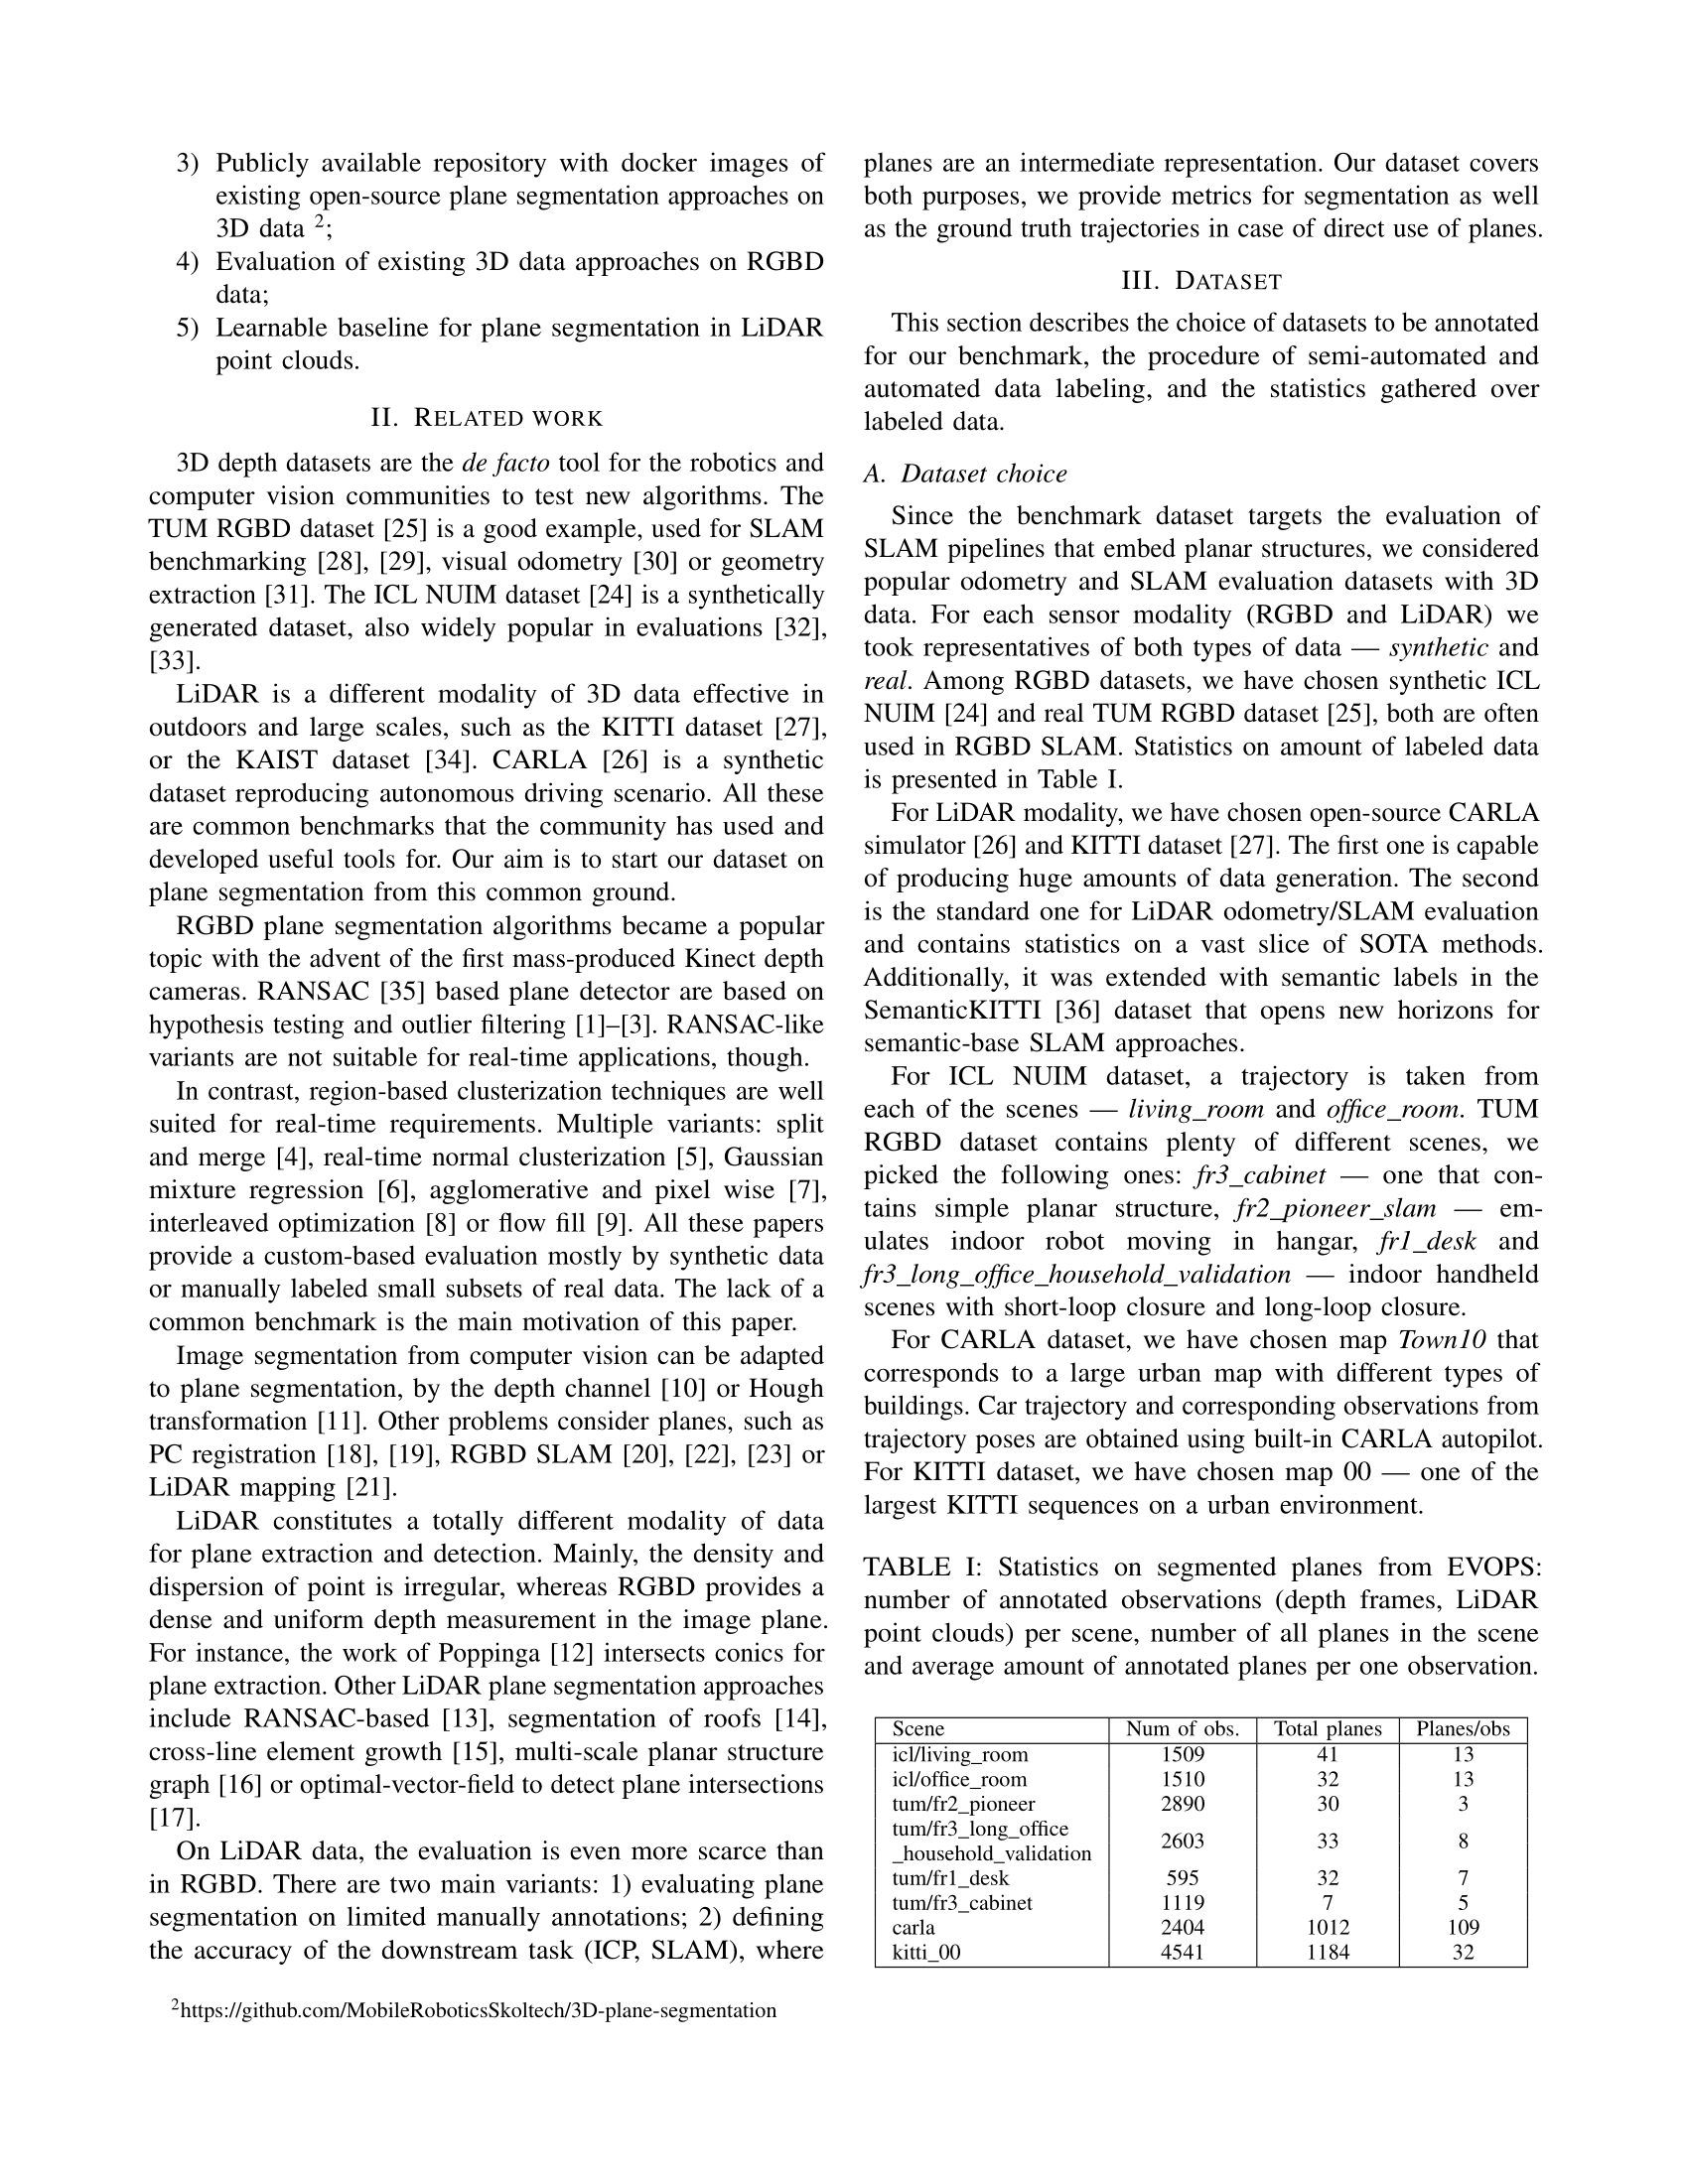 3) Publicly available repository with docker images of
existing open-source plane segmentation approaches on
3D data 2;
4) Evaluation of existing 3D data approaches on RGBD
data;
5) Learnable baseline for plane segmentation in LiDAR
point clouds.
II. RELATED WORK
3D depth datasets are the de facto tool for the robotics and
computer vision communities to test new algorithms. The
TUM RGBD dataset [25] is a good example, used for SLAM
benchmarking [28], [29], visual odometry [30] or geometry
extraction [31]. The ICL NUIM dataset [24] is a synthetically
generated dataset, also widely popular in evaluations [32],
[33].
LiDAR is a different modality of 3D data effective in
outdoors and large scales, such as the KITTI dataset [27],
or the KAIST dataset [34]. CARLA [26] is a synthetic
dataset reproducing autonomous driving scenario. All these
are common benchmarks that the community has used and
developed useful tools for. Our aim is to start our dataset on
plane segmentation from this common ground.
RGBD plane segmentation algorithms became a popular
topic with the advent of the first mass-produced Kinect depth
cameras. RANSAC [35] based plane detector are based on
hypothesis testing and outlier filtering [1]–[3]. RANSAC-like
variants are not suitable for real-time applications, though.
In contrast, region-based clusterization techniques are well
suited for real-time requirements. Multiple variants: split
and merge [4], real-time normal clusterization [5], Gaussian
mixture regression [6], agglomerative and pixel wise [7],
interleaved optimization [8] or flow fill [9]. All these papers
provide a custom-based evaluation mostly by synthetic data
or manually labeled small subsets of real data. The lack of a
common benchmark is the main motivation of this paper.
Image segmentation from computer vision can be adapted
to plane segmentation, by the depth channel [10] or Hough
transformation [11]. Other problems consider planes, such as
PC registration [18], [19], RGBD SLAM [20], [22], [23] or
LiDAR mapping [21].
LiDAR constitutes a totally different modality of data
for plane extraction and detection. Mainly, the density and
dispersion of point is irregular, whereas RGBD provides a
dense and uniform depth measurement in the image plane.
For instance, the work of Poppinga [12] intersects conics for
plane extraction. Other LiDAR plane segmentation approaches
include RANSAC-based [13], segmentation of roofs [14],
cross-line element growth [15], multi-scale planar structure
graph [16] or optimal-vector-field to detect plane intersections
[17].
On LiDAR data, the evaluation is even more scarce than
in RGBD. There are two main variants: 1) evaluating plane
segmentation on limited manually annotations; 2) defining
the accuracy of the downstream task (ICP, SLAM), where
2https://github.com/MobileRoboticsSkoltech/3D-plane-segmentation
planes are an intermediate representation. Our dataset covers
both purposes, we provide metrics for segmentation as well
as the ground truth trajectories in case of direct use of planes.
III. DATASET
This section describes the choice of datasets to be annotated
for our benchmark, the procedure of semi-automated and
automated data labeling, and the statistics gathered over
labeled data.
A. Dataset choice
Since the benchmark dataset targets the evaluation of
SLAM pipelines that embed planar structures, we considered
popular odometry and SLAM evaluation datasets with 3D
data. For each sensor modality (RGBD and LiDAR) we
took representatives of both types of data — synthetic and
real. Among RGBD datasets, we have chosen synthetic ICL
NUIM [24] and real TUM RGBD dataset [25], both are often
used in RGBD SLAM. Statistics on amount of labeled data
is presented in Table I.
For LiDAR modality, we have chosen open-source CARLA
simulator [26] and KITTI dataset [27]. The first one is capable
of producing huge amounts of data generation. The second
is the standard one for LiDAR odometry/SLAM evaluation
and contains statistics on a vast slice of SOTA methods.
Additionally, it was extended with semantic labels in the
SemanticKITTI [36] dataset that opens new horizons for
semantic-base SLAM approaches.
For ICL NUIM dataset, a trajectory is taken from
each of the scenes — living_room and office_room. TUM
RGBD dataset contains plenty of different scenes, we
picked the following ones: fr3_cabinet — one that con-
tains simple planar structure, fr2_pioneer_slam — em-
ulates indoor robot moving in hangar, fr1_desk and
fr3_long_office_household_validation — indoor handheld
scenes with short-loop closure and long-loop closure.
For CARLA dataset, we have chosen map Town10 that
corresponds to a large urban map with different types of
buildings. Car trajectory and corresponding observations from
trajectory poses are obtained using built-in CARLA autopilot.
For KITTI dataset, we have chosen map 00 — one of the
largest KITTI sequences on a urban environment.
TABLE I: Statistics on segmented planes from EVOPS:
number of annotated observations (depth frames, LiDAR
point clouds) per scene, number of all planes in the scene
and average amount of annotated planes per one observation.
Scene Num of obs. Total planes Planes/obs
icl/living_room 1509 41 13
icl/office_room 1510 32 13
tum/fr2_pioneer 2890 30 3
tum/fr3_long_office
_household_validation 2603 33 8
tum/fr1_desk 595 32 7
tum/fr3_cabinet 1119 7 5
carla 2404 1012 109
kitti_00 4541 1184 32